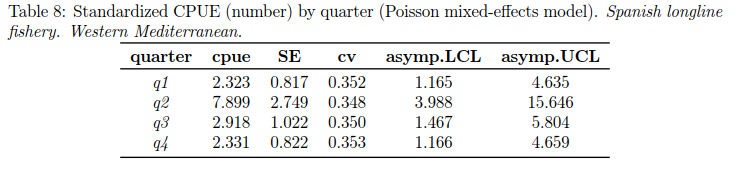 Table 8: Standardized CPUE (number) by quarter (Poisson mixed-effects model). Spanish longline
fishery. Western Mediterranean.
quarter cpue SE cv asymp.LCL asymp.UCL
q1 2.323 0.817 0.352 1.165 4.635
q2 7.899 2.749 0.348 3.988 15.646
q3 2.918 1.022 0.350 1.467 5.804
q4 2.331 0.822 0.353 1.166 4.659